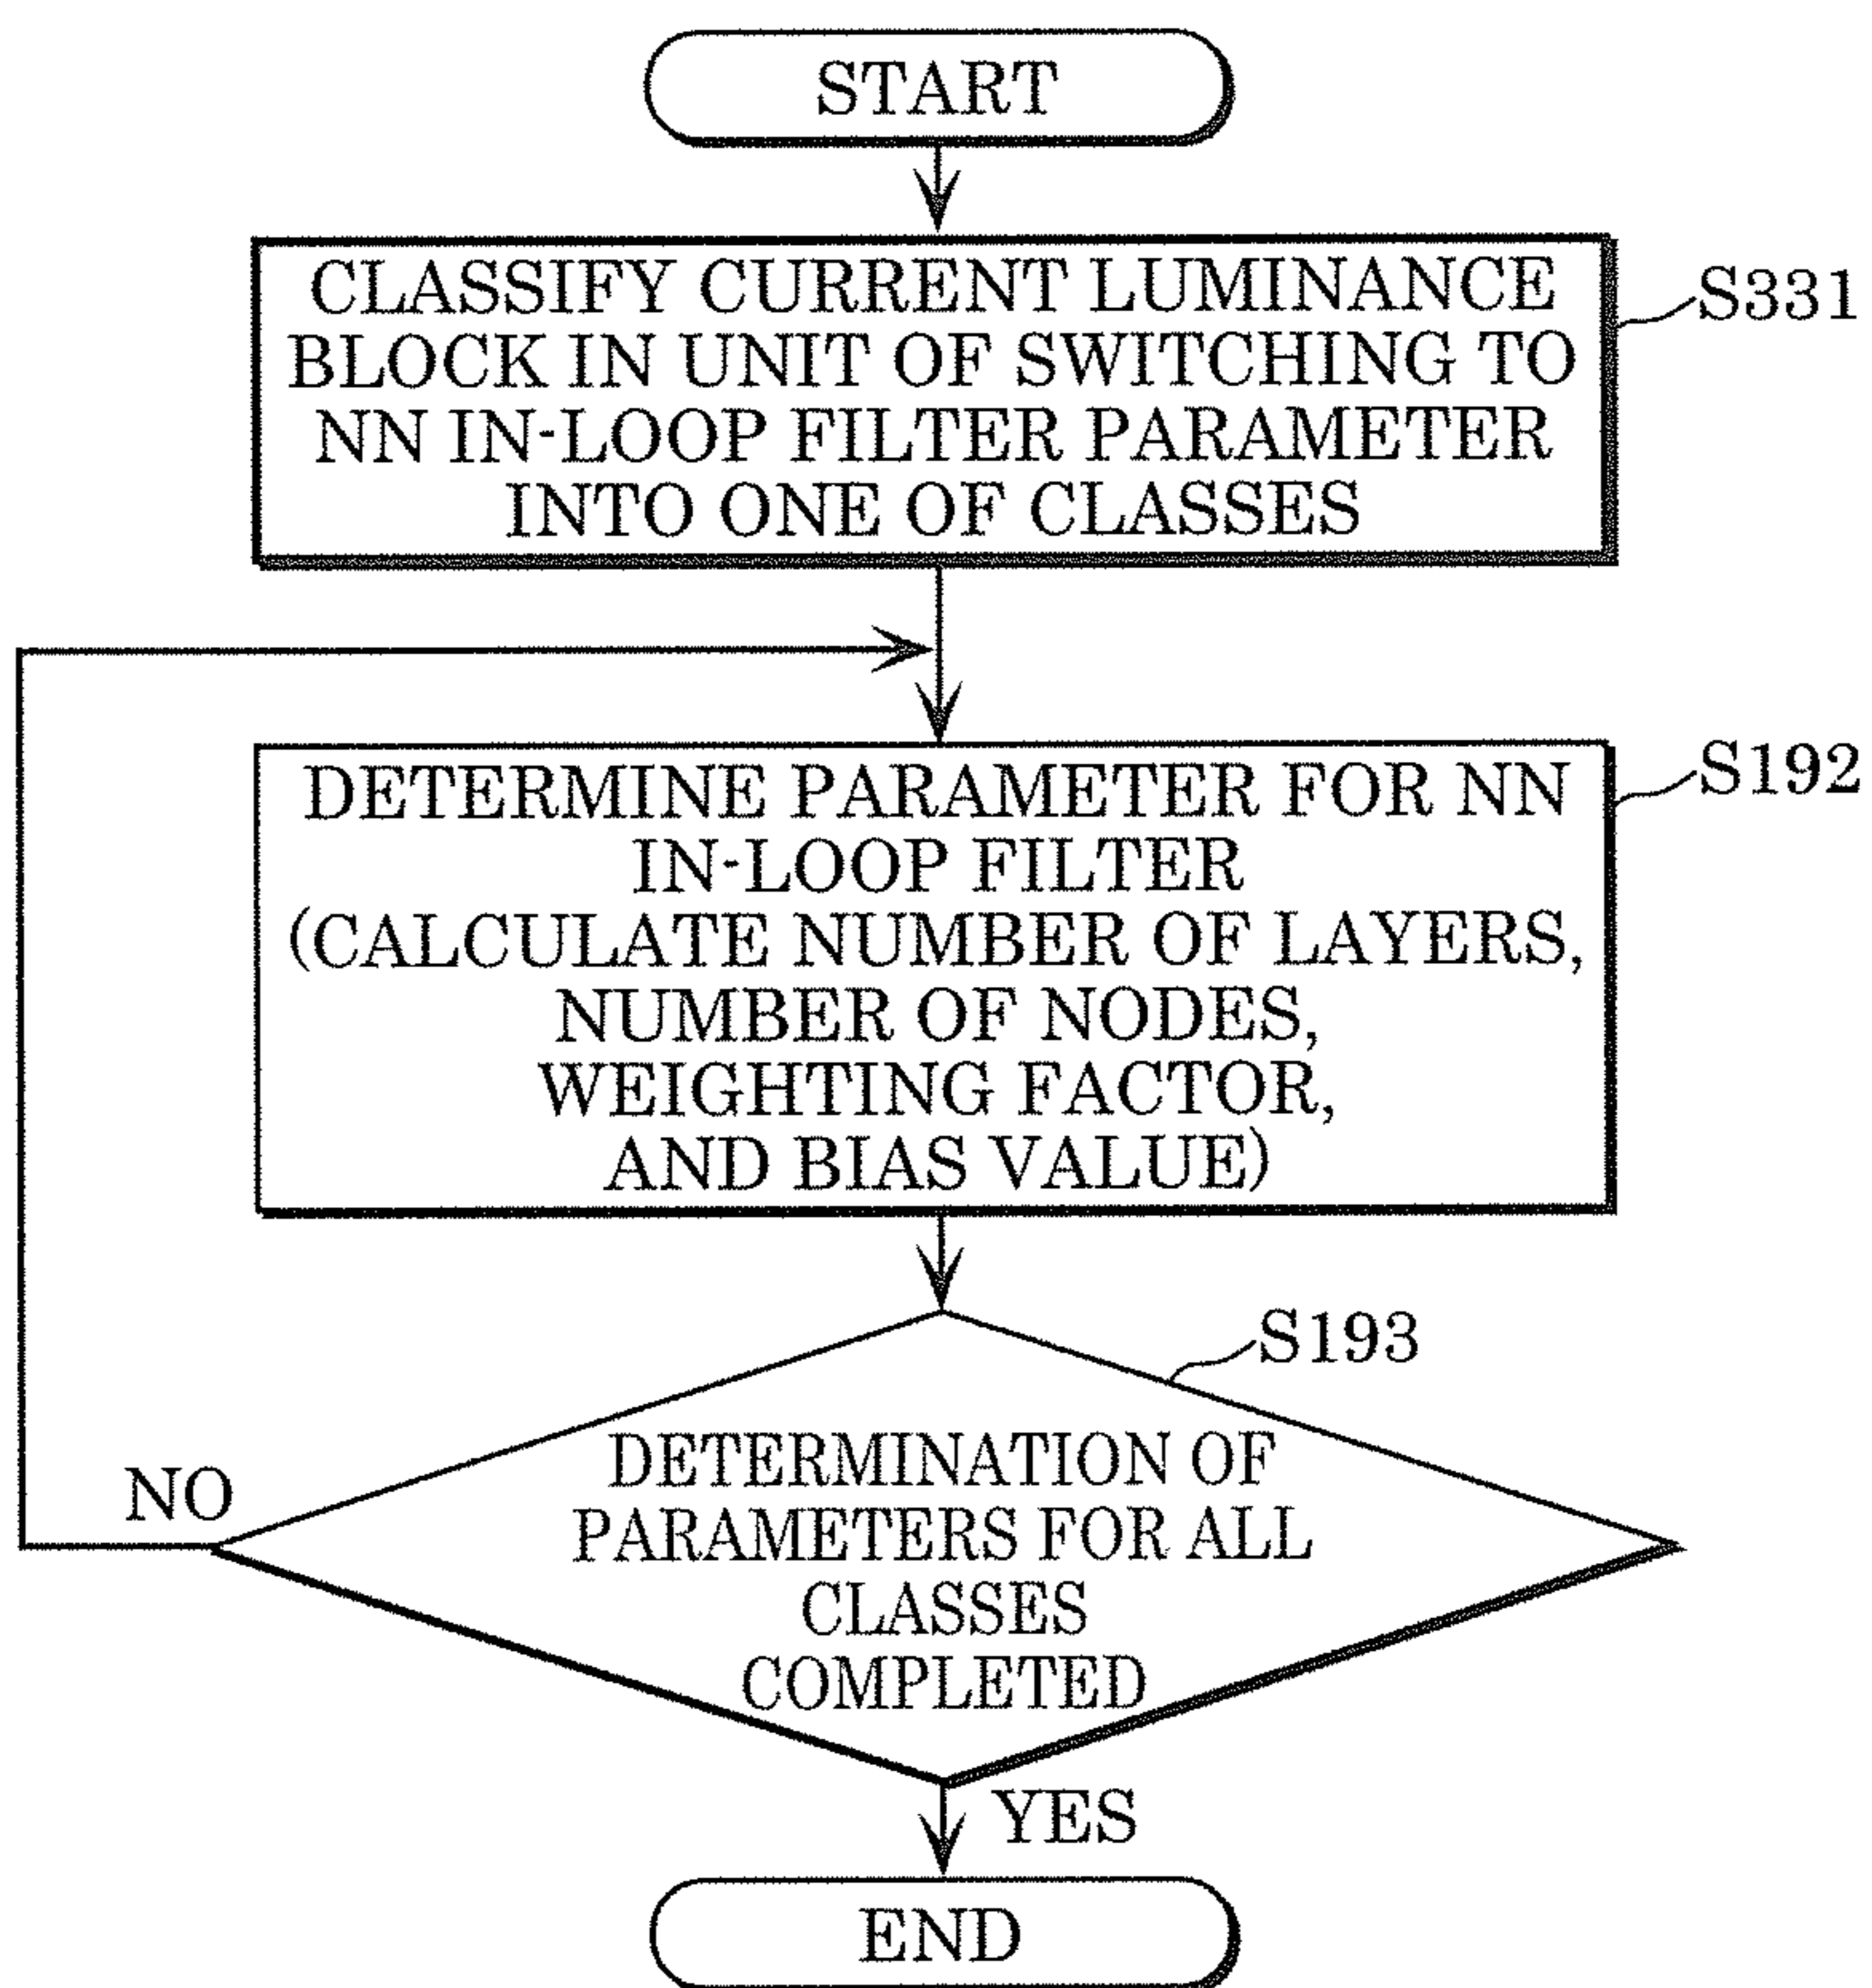 START
CLASSIFY CURRENT LUMINANCE
BLOCK IN UNIT OF SWITCHING TO
NN IN-LOOP FILTER PARAMETER
INTO ONE OF CLASSES
S331
DETERMINE PARAMETER FOR NN
IN-LOOP FILTER
(CALCULATE NUMBER OF LAYERS,
NUMBER OF NODES,
WEIGHTING FACTOR,
AND BIAS VALUE)
S192
S193
DETERMINATION OF
PARAMETERS FOR ALL
CLASSES
COMPLETED
NO
YES
END